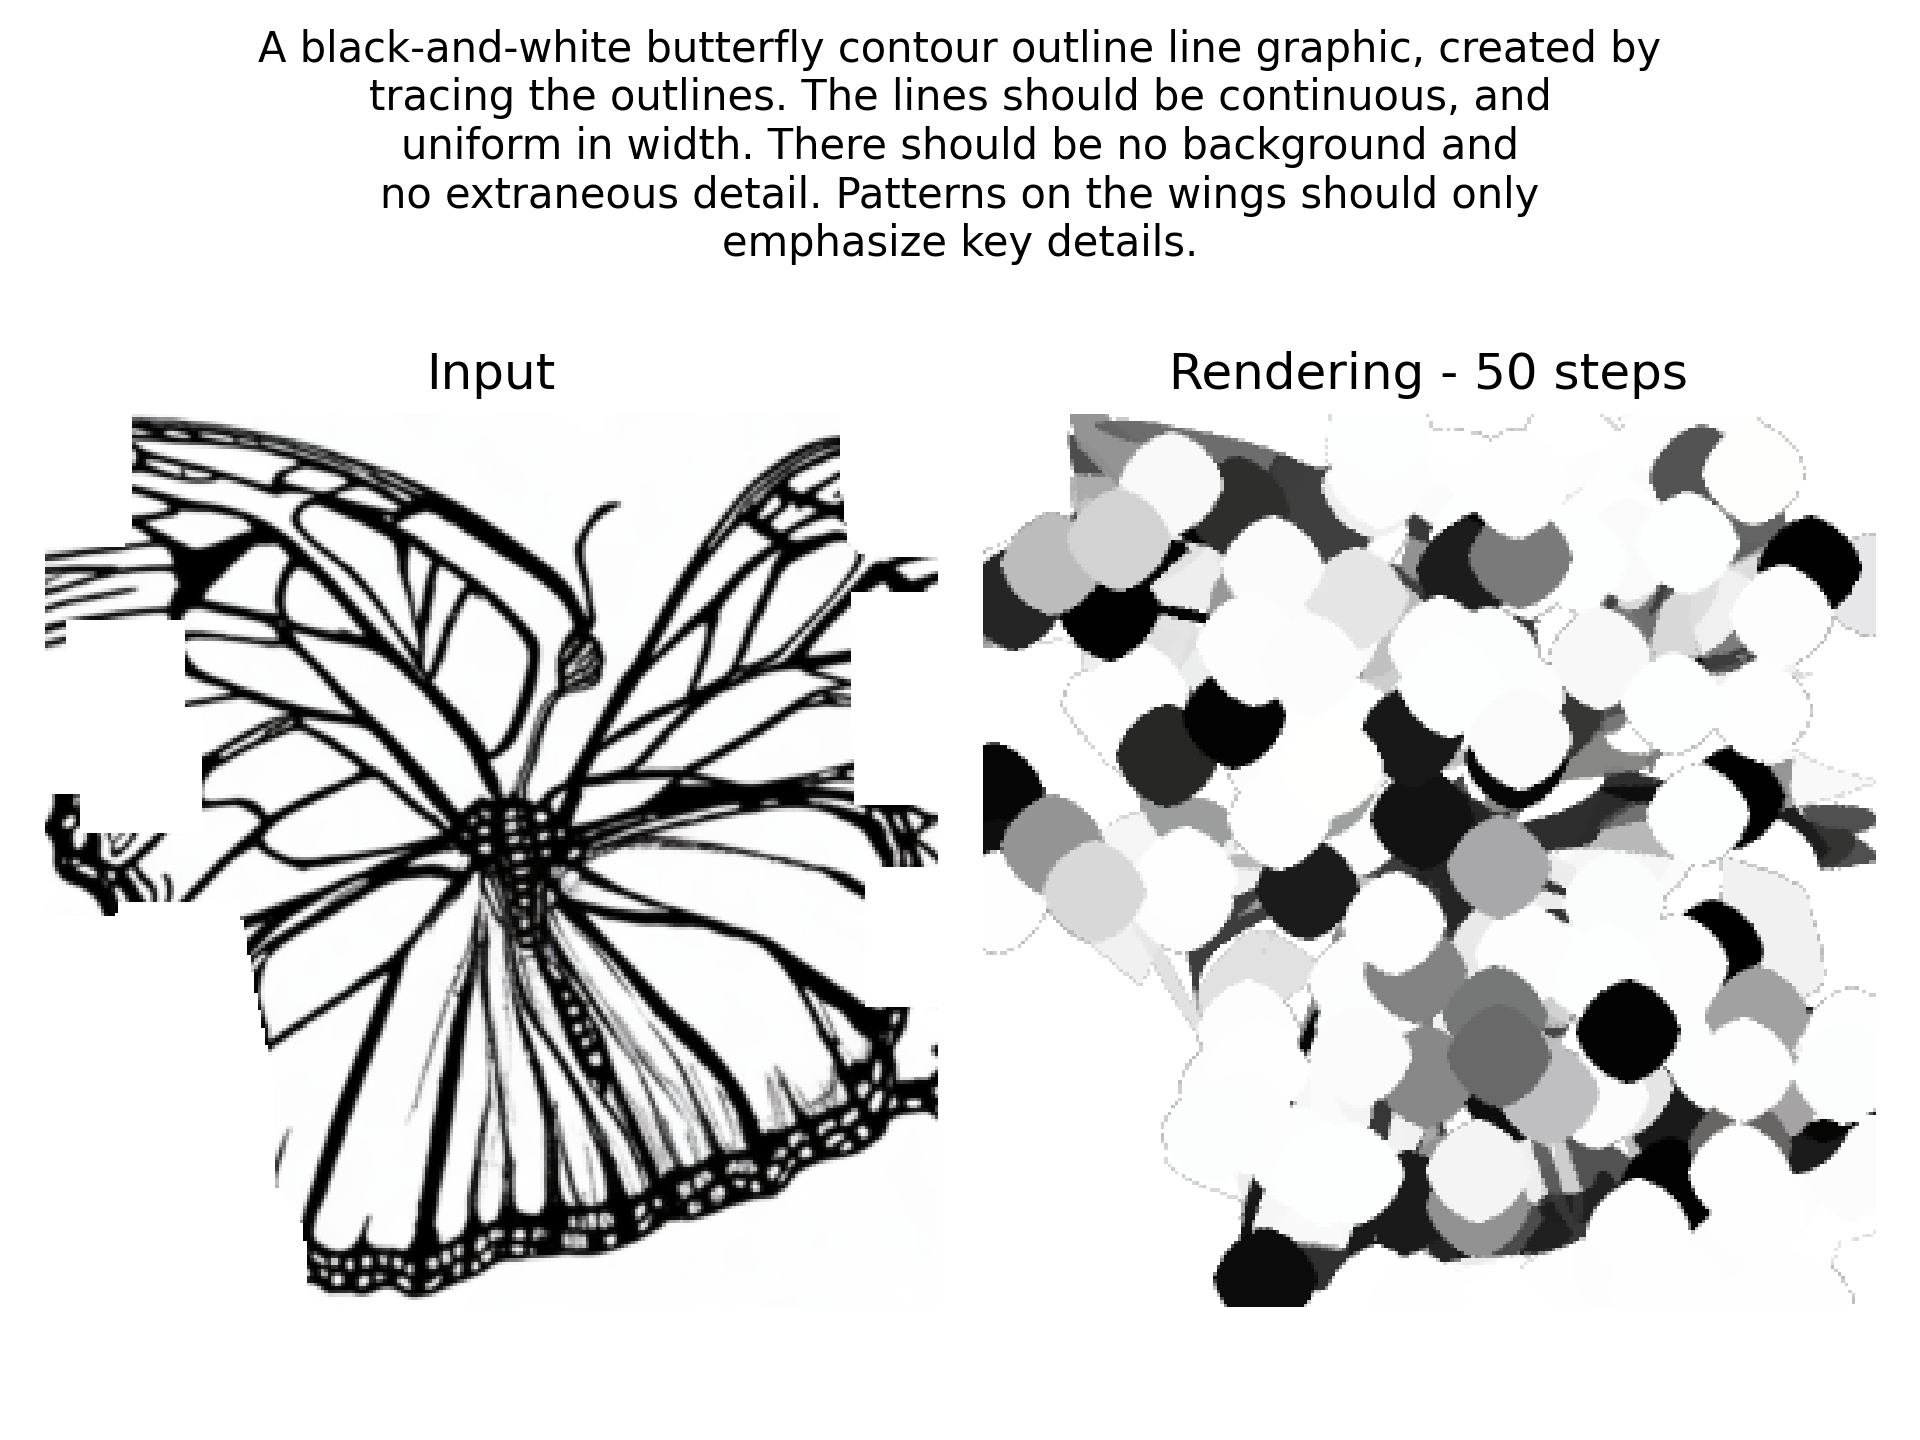 A black-and-white butterfly contour outline line graphic, created by
tracing the outlines. The lines should be continuous, and
uniform in width. There should be no background and
no extraneous detail. Patterns on the wings should only
emphasize key details.
Input
Rendering - 50 steps